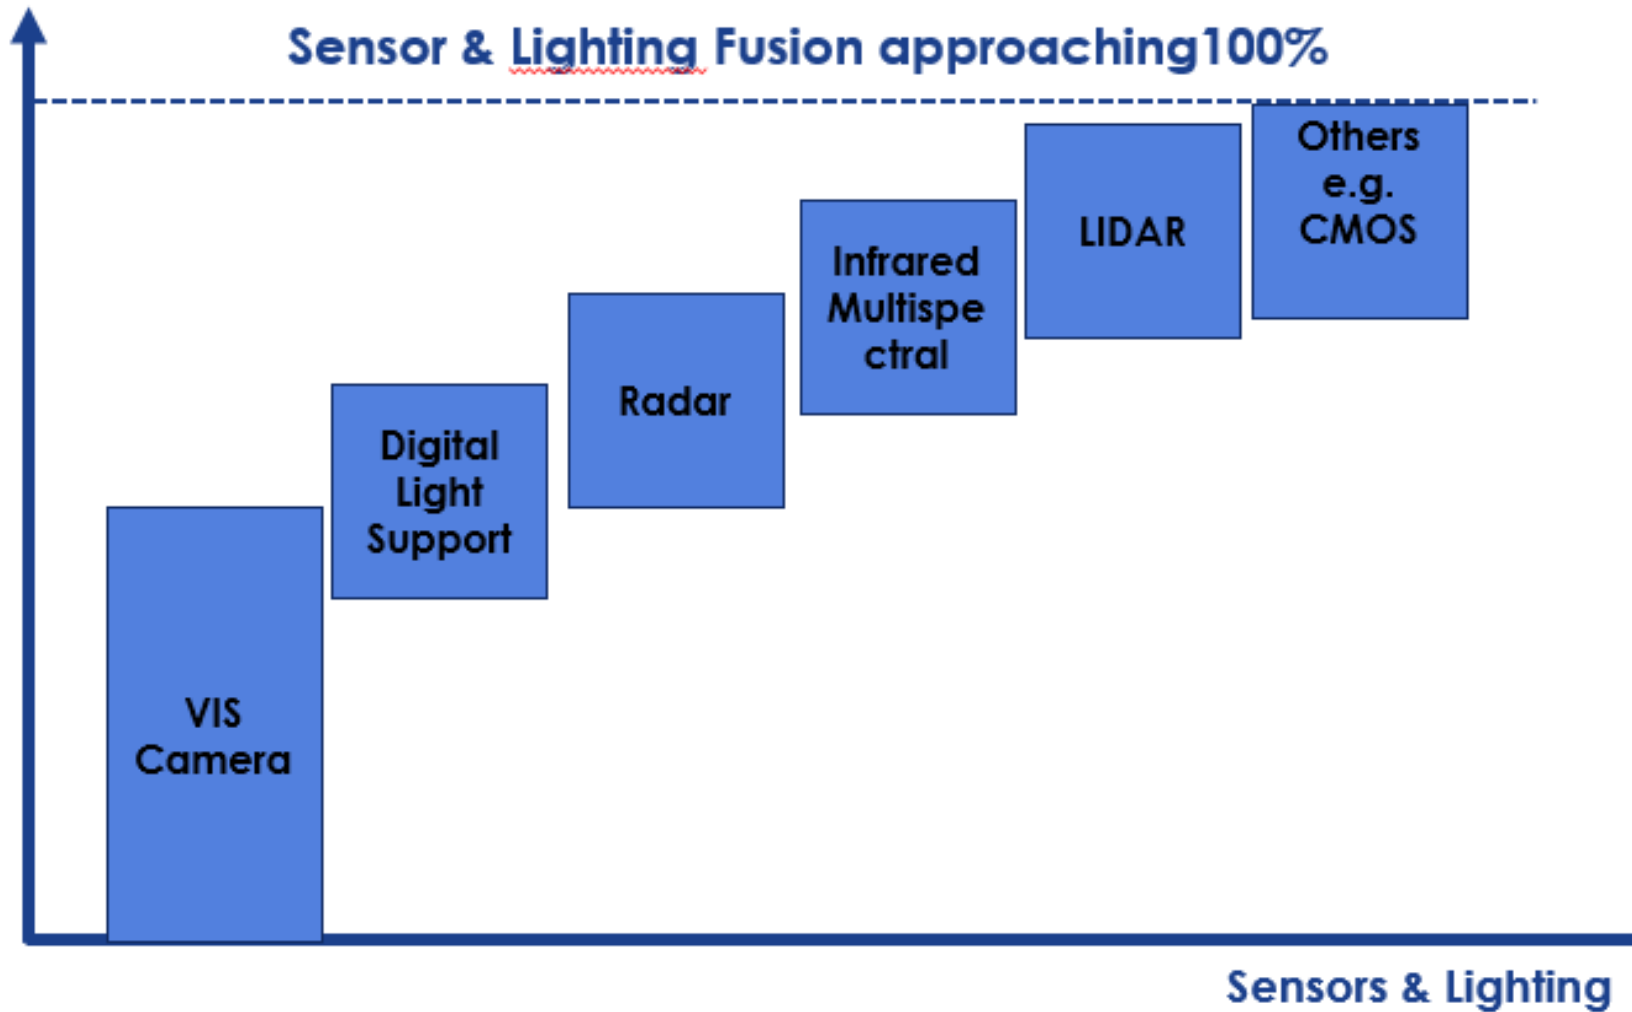 Sensor & Lighting Fusion approaching100%
Others
e.g.
CMOS
LIDAR
Infrared
Multispe
ctral
Radar
Digital
Light
Support
VIS
Camera
Sensors & Lighting